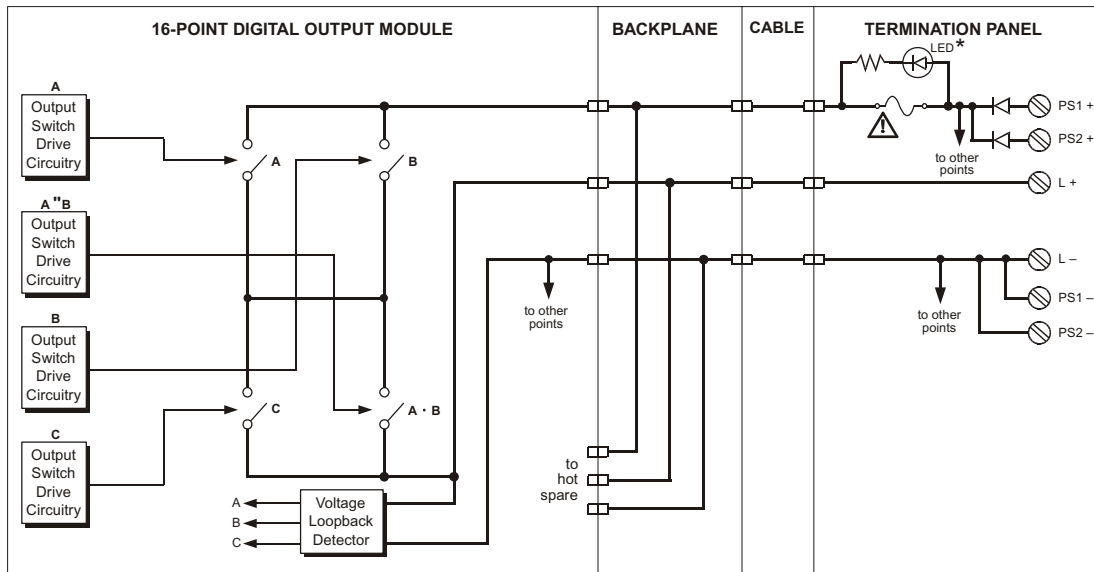 16-POINT DIGITAL OUTPUT MODULE
BACKPLANE
CABLE
TERMINATION PANEL
LED*
A
Output
Switch
Drive
Circuitry
A"B
Output
Switch
Drive
Circuitry
B
Output
Switch
Drive
Circuitry
C
Output
Switch
Drive
Circuitry
A
B
C
A · B
A
B
C
Voltage
Loopback
Detector
to other
points
to
hot
spare
!
to other
points
to other
points
PS1 +
PS2 +
L +
L –
PS1 –
PS2 –